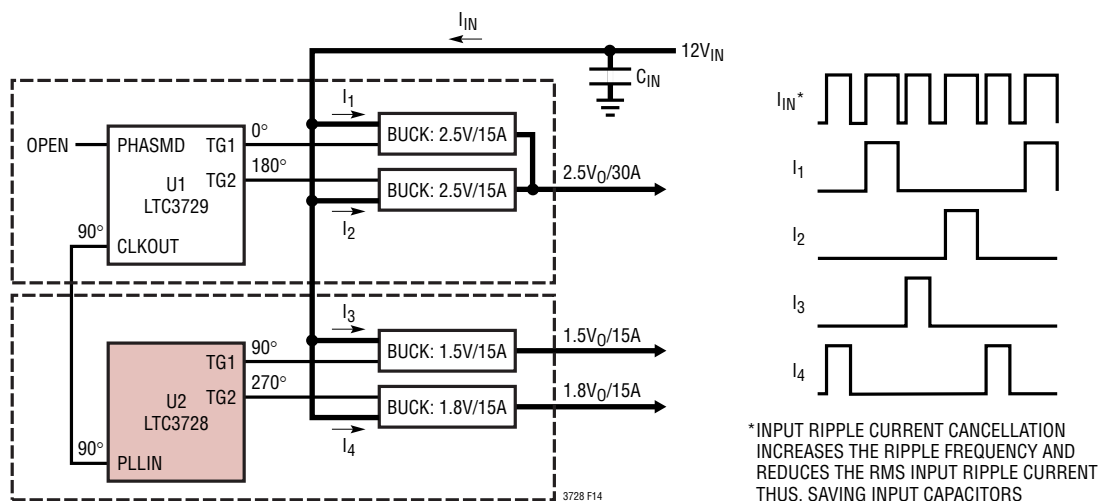 I_IN
12V_IN
C_IN
I_1
OPEN
PHASMD
TG1
0°
BUCK: 2.5V/15A
U1
LTC3729
TG2
180°
BUCK: 2.5V/15A
2.5V_O/30A
I_2
90°
CLKOUT
I_3
TG1
90°
BUCK: 1.5V/15A
1.5V_O/15A
U2
LTC3728
TG2
270°
BUCK: 1.8V/15A
1.8V_O/15A
I_4
90°
PLLIN
3728 F14
I_IN*
I_1
I_2
I_3
I_4
*INPUT RIPPLE CURRENT CANCELLATION
INCREASES THE RIPPLE FREQUENCY AND
REDUCES THE RMS INPUT RIPPLE CURRENT
THUS, SAVING INPUT CAPACITORS